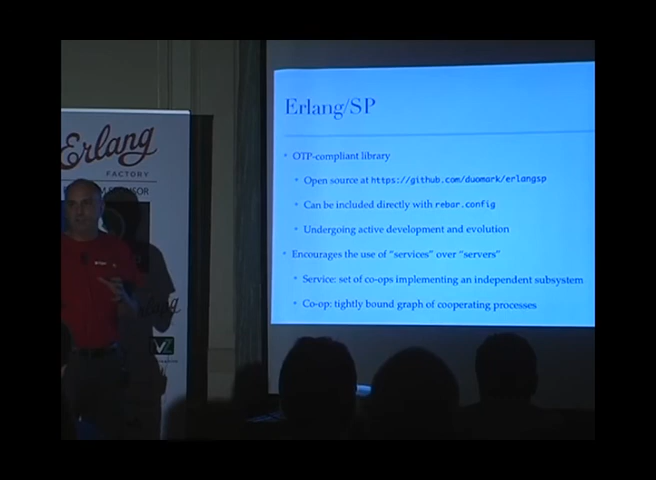 Erlang
FACTORY
Erlang/SP
OTP-compliant library
Open source at https://github.com/duomark/erlangsp
Can be included directly with rebar.config
Undergoing active development and evolution
Encourages the use of "services" over "servers"
Service: set of co-ops implementing an independent subsystem
Co-op: tightly bound graph of cooperating processes